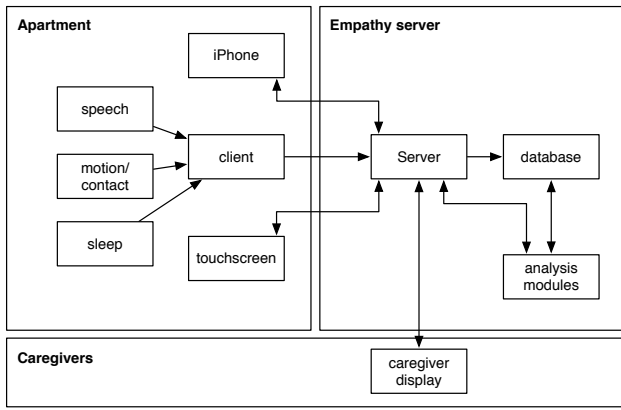 Apartment
iPhone
speech
client
motion/
contact
sleep
touchscreen
Empathy server
Server
database
analysis
modules
Caregivers
caregiver
display